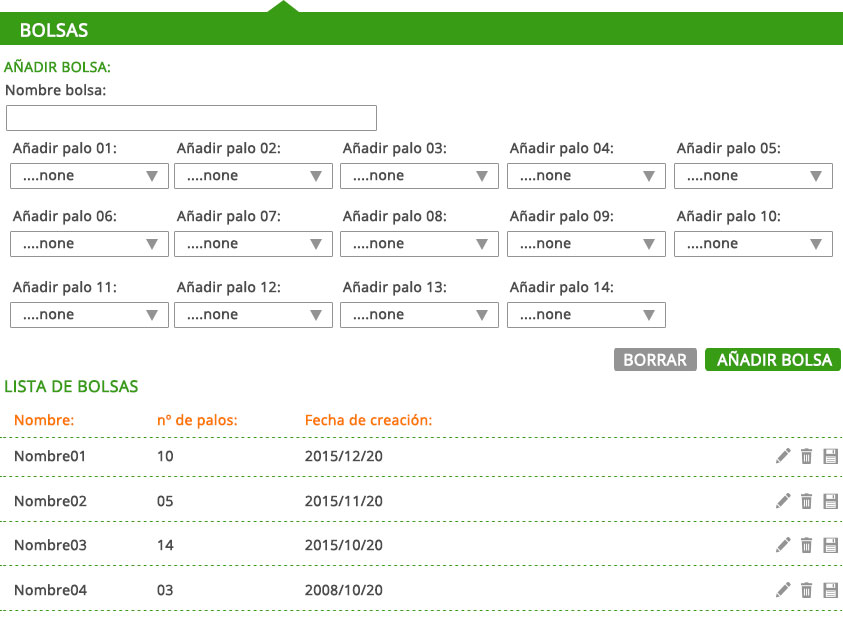 BOLSAS
AÑADIR BOLSA:
Nombre bolsa:
Añadir palo 01: Añadir palo 02: Añadir palo 03: Añadir palo 04: Añadir palo 05:
....none ....none ....none ....none ....none
Añadir palo 06: Añadir palo 07: Añadir palo 08: Añadir palo 09: Añadir palo 10:
....none ....none ....none ....none ....none
Añadir palo 11: Añadir palo 12: Añadir palo 13: Añadir palo 14:
....none ....none ....none ....none
BORRAR AÑADIR BOLSA
LISTA DE BOLSAS
Nombre: nº de palos: Fecha de creación:
Nombre01 10 2015/12/20
Nombre02 05 2015/11/20
Nombre03 14 2015/10/20
Nombre04 03 2008/10/20